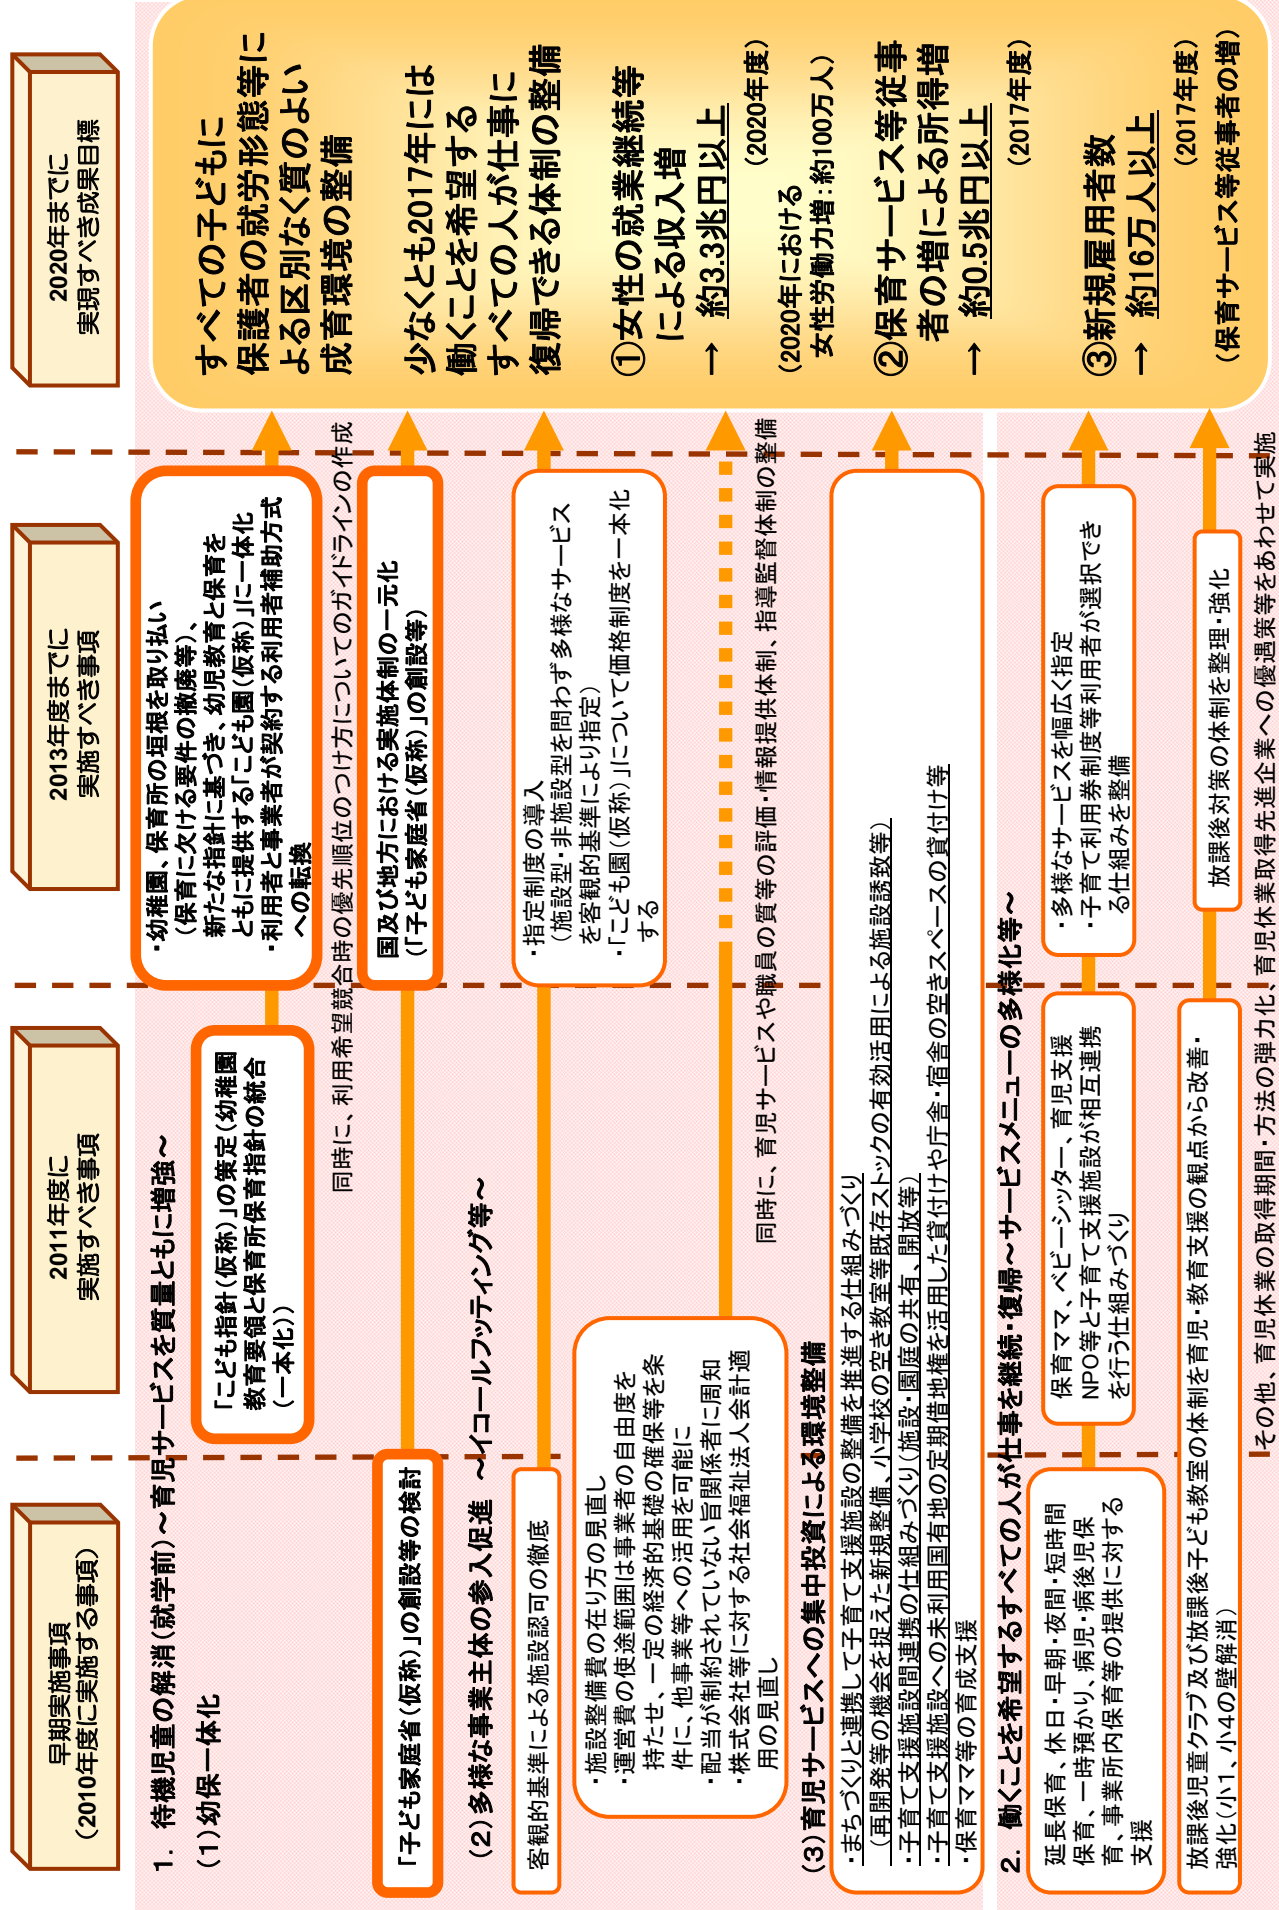 早期実施事項
（2010年度に実施する事項）
2011年度に
実施すべき事項
2013年度までに
実施すべき事項
2020年までに
実現すべき成果目標
1. 待機児童の解消（就学前）～育児サービスを質量ともに増強～
（1）幼保一体化
「こども指針（仮称）」の策定（幼稚園
教育要領と保育所保育指針の統合
（一本化））
・幼稚園、保育所の垣根を取り払い
（保育に欠ける要件の撤廃等）、
新たな指針に基づき、幼児教育と保育を
ともに提供する「こども園（仮称）」に一体化
・利用者と事業者が契約する利用者補助方式
への転換
同時に、利用希望競合時の優先順位のつけ方についてのガイドラインの作成
「子ども家庭省（仮称）」の創設等の検討
国及び地方における実施体制の一元化
（「子ども家庭省（仮称）」の創設等）
（2）多様な事業主体の参入促進 ～イコールフッティング等～
客観的基準による施設認可の徹底
・指定制度の導入
（施設型・非施設型を問わず多様なサービス
を客観的基準により指定）
・「こども園（仮称）」について価格制度を一本化
する
・施設整備費の在り方の見直し
・運営費の使途範囲は事業者の自由度を
持たせ、一定の経済的基礎の確保等を条
件に、他事業等への活用を可能に
・配当が制約されていない旨関係者に周知
・株式会社等に対する社会福祉法人会計適
用の見直し
同時に、育児サービスや職員の質等の評価・情報提供体制、指導監督体制の整備
（3）育児サービスへの集中投資による環境整備
・まちづくりと連携して子育て支援施設の整備を推進する仕組みづくり
（再開発等の機会を捉えた新規整備、小学校の空き教室等既存ストックの有効活用による施設誘致等）
・子育て支援施設間連携の仕組みづくり（施設・園庭の共有、開放等）
・子育て支援施設への未利用国有地の定期借地権を活用した貸付けや庁舎・宿舎の空きスペースの貸付け等
・保育ママ等の育成支援
2. 働くことを希望するすべての人が仕事を継続・復帰～サービスメニューの多様化等～
延長保育、休日・早朝・夜間・短時間
保育、一時預かり、病児・病後児保
育、事業所内保育等の提供に対する
支援
保育ママ、ベビーシッター、育児支援
NPO等と子育て支援施設が相互連携
を行う仕組みづくり
・多様なサービスを幅広く指定
・子育て利用券制度等利用者が選択でき
る仕組みを整備
放課後児童クラブ及び放課後子ども教室の体制を育児・教育支援の観点から改善・
強化（小1、小4の壁解消）
放課後対策の体制を整理・強化
その他、育児休業の取得期間・方法の弾力化、育児休業取得先進企業への優遇策等をあわせて実施
すべての子どもに
保護者の就労形態等に
よる区別なく質のよい
成育環境の整備
少なくとも2017年には
働くことを希望する
すべての人が仕事に
復帰できる体制の整備
①女性の就業継続等
による収入増
→ 約3.3兆円以上
（2020年度）
（2020年における
女性労働力増：約100万人）
②保育サービス等従事
者の増による所得増
→ 約0.5兆円以上
（2017年度）
③新規雇用者数
→ 約16万人以上
（2017年度）
（保育サービス等従事者の増）